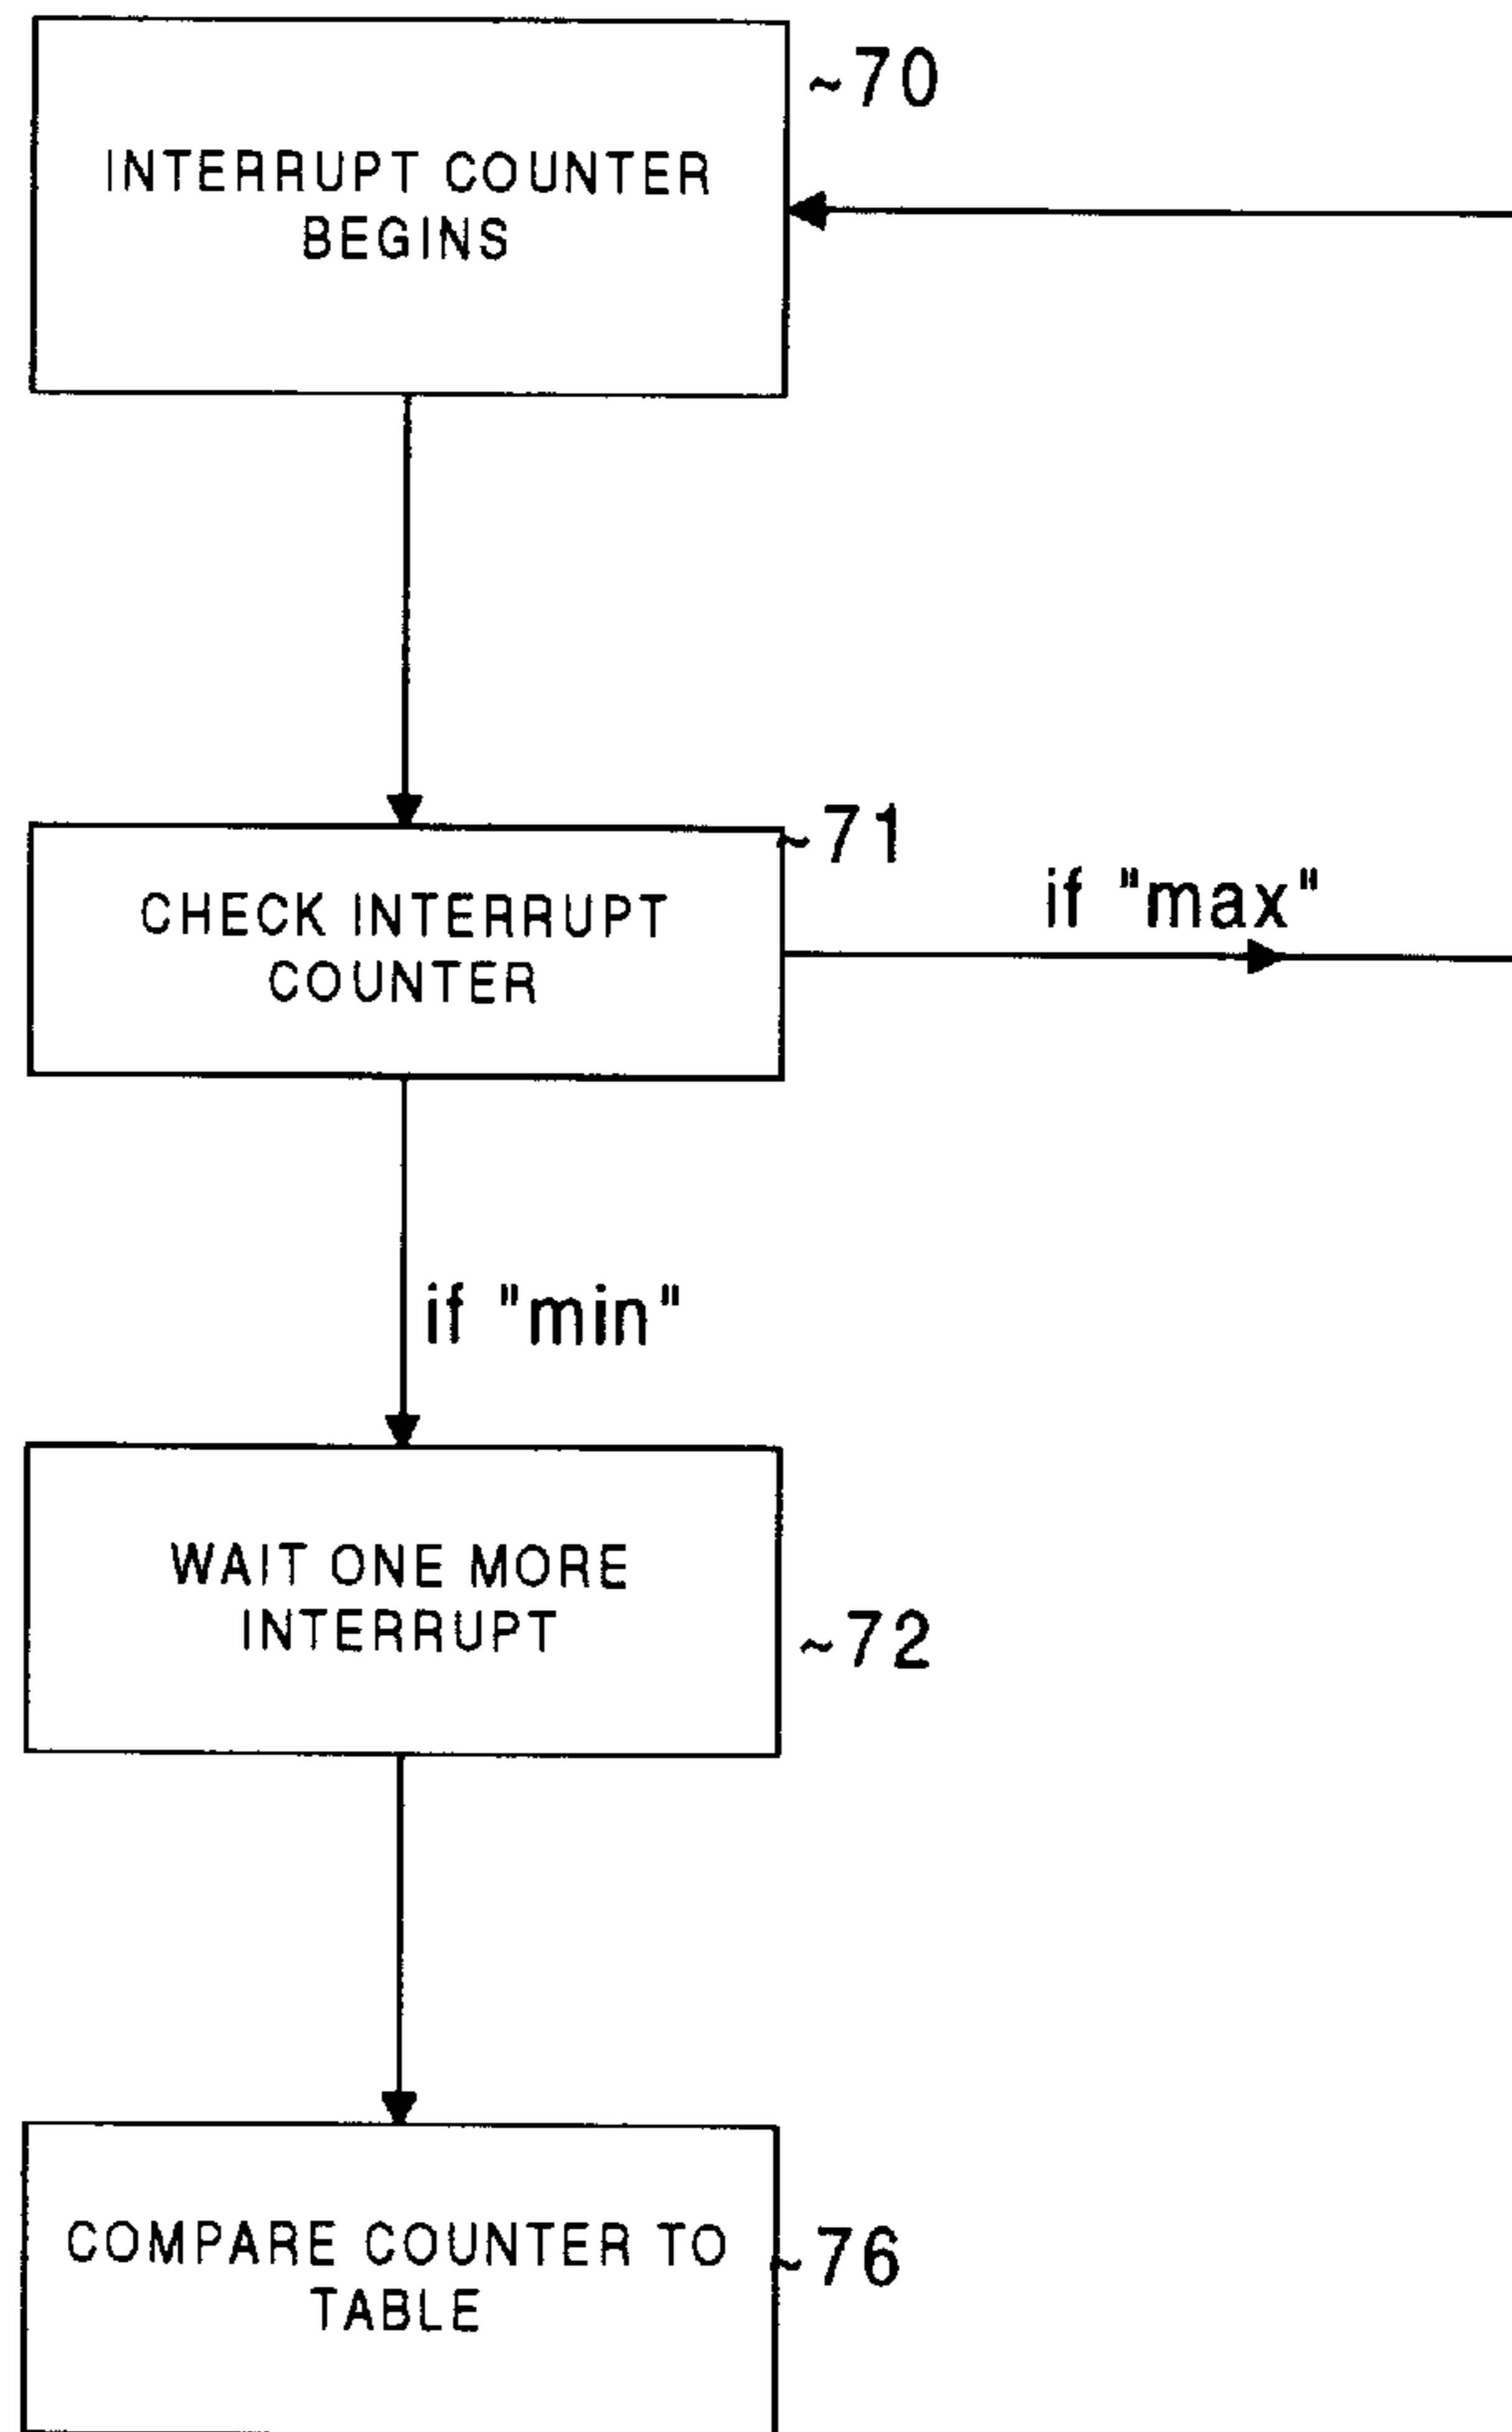 ~70
INTERRUPT COUNTER
BEGINS
~71
if "max"
CHECK INTERRUPT
COUNTER
if "min"
WAIT ONE MORE
INTERRUPT
~72
COMPARE COUNTER TO
TABLE
~76